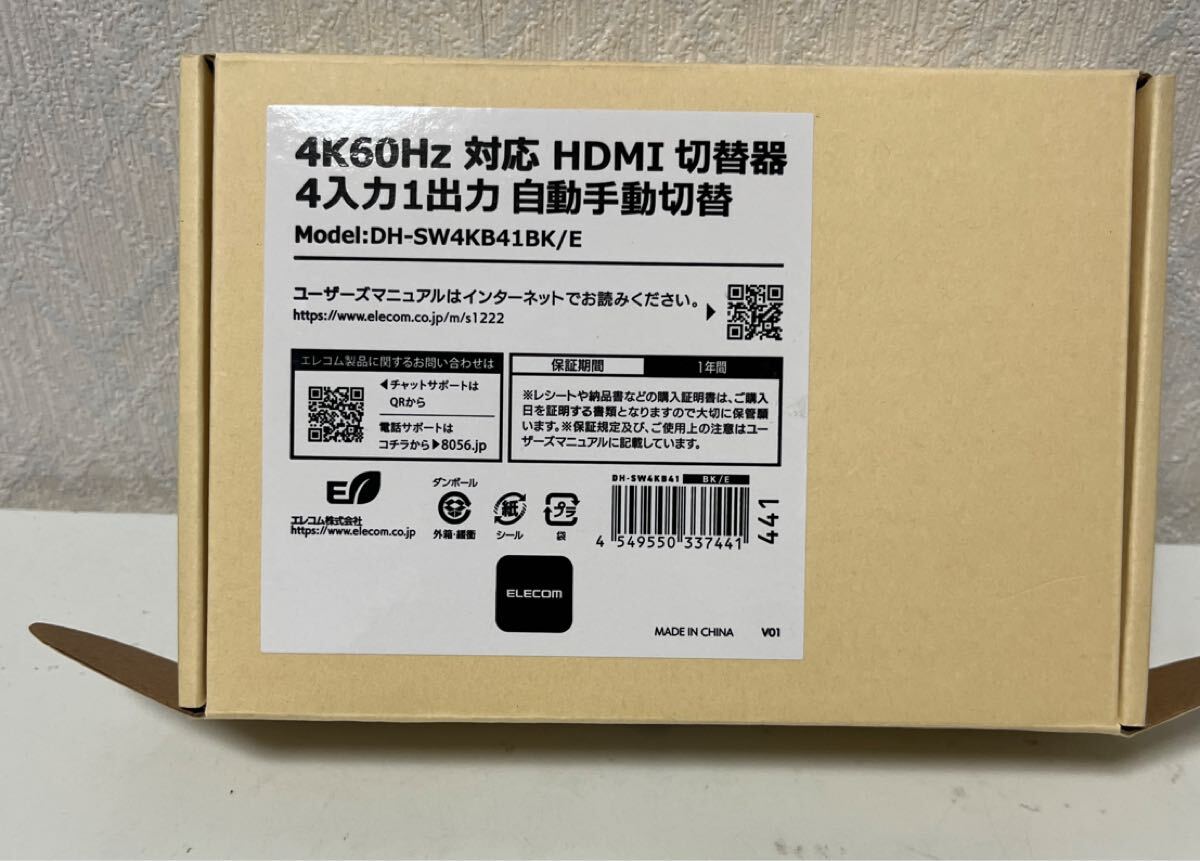 4K60Hz 対応 HDMI 切替器
4入力1出力 自動手動切替
Model:DH-SW4KB41BK/E
ユーザーズマニュアルはインターネットでお読みください。
https://www.elecom.co.jp/m/s1222
エレコム製品に関するお問い合わせは
チャットサポートは
QRから
電話サポートは
コチラから▶8056.jp
保証期間 1年間
※レシートや納品書などの購入証明書は、ご購入
日を証明する書類となりますので大切に保管願
います。※保証規定及び、ご使用上の注意はユー
ザーズマニュアルに記載しています。
エレコム株式会社
https://www.elecom.co.jp
ダンボール
外箱・緩衝
紙
シール
プラ
袋
DH-SW4KB41 BK/E
4 549550 337441
441
ELECOM
MADE IN CHINA V01